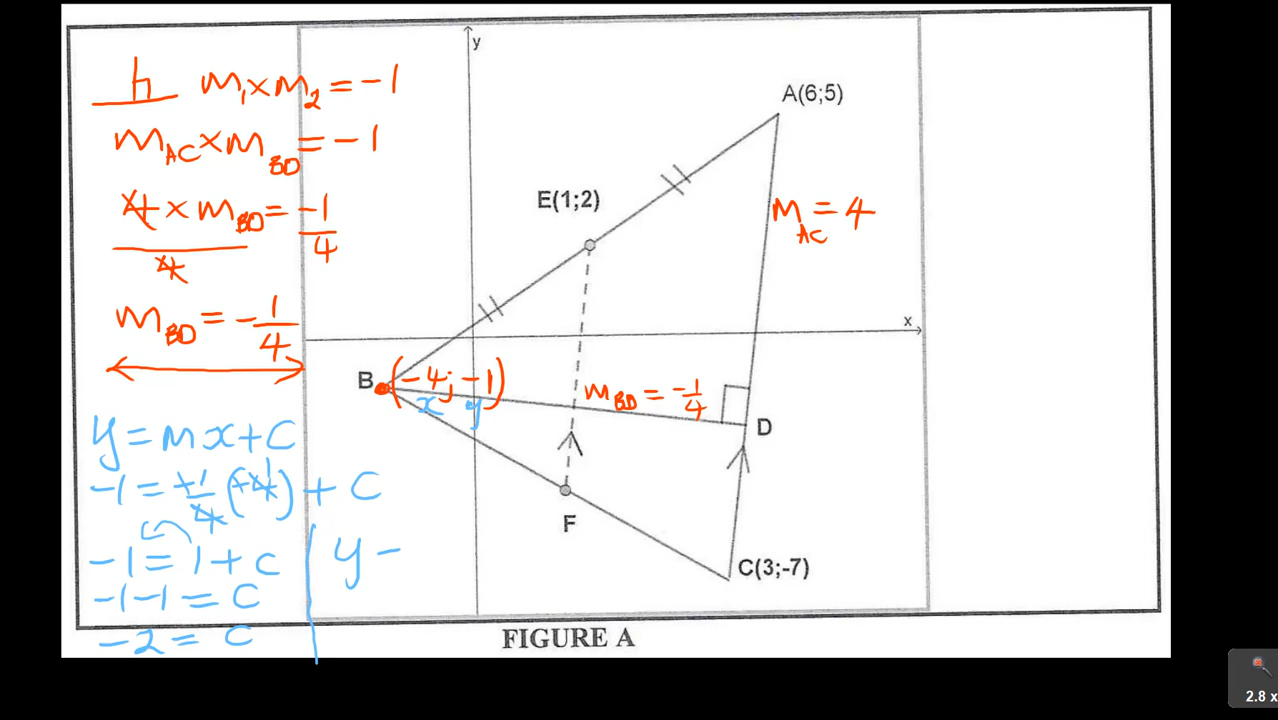 h m₁ × m₂ = -1
m_AC × m_BD = -1
4 × m_BD = -1
4 4
m_BD = -1/4
y = mx + c
-1 = -1/4 (-4) + c
-1 = 1 + c
-1 - 1 = c
-2 = c
y -
y
A(6;5)
E(1;2)
m_AC = 4
x
B (-4; -1)
x y
m_BD = -1/4
D
F
C(3;-7)
FIGURE A
2.8 x